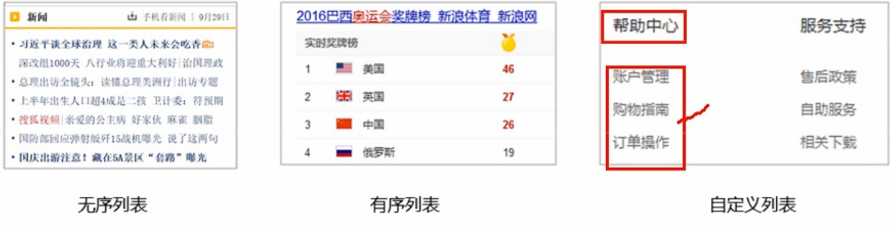 新闻 手机看新闻 | 9月29日
习近平谈全球治理 这一类人未来会吃香
深改组1000天 八行业将迎重大利好|治国理政
总理出访全镜头:读懂总理美洲行|出访专题
上半年出生人口超4成是二孩 卫计委:符预期
搜狐视频|亲爱的公主病 好家伙 麻雀 胭脂
国防部回应弹射版歼15战机曝光 说了这两句
国庆出游注意!藏在5A景区“套路”曝光
无序列表
2016巴西奥运会奖牌榜_新浪体育_新浪网
实时奖牌榜
1 美国 46
2 英国 27
3 中国 26
4 俄罗斯 19
有序列表
帮助中心 服务支持
账户管理 售后政策
购物指南 自助服务
订单操作 相关下载
自定义列表